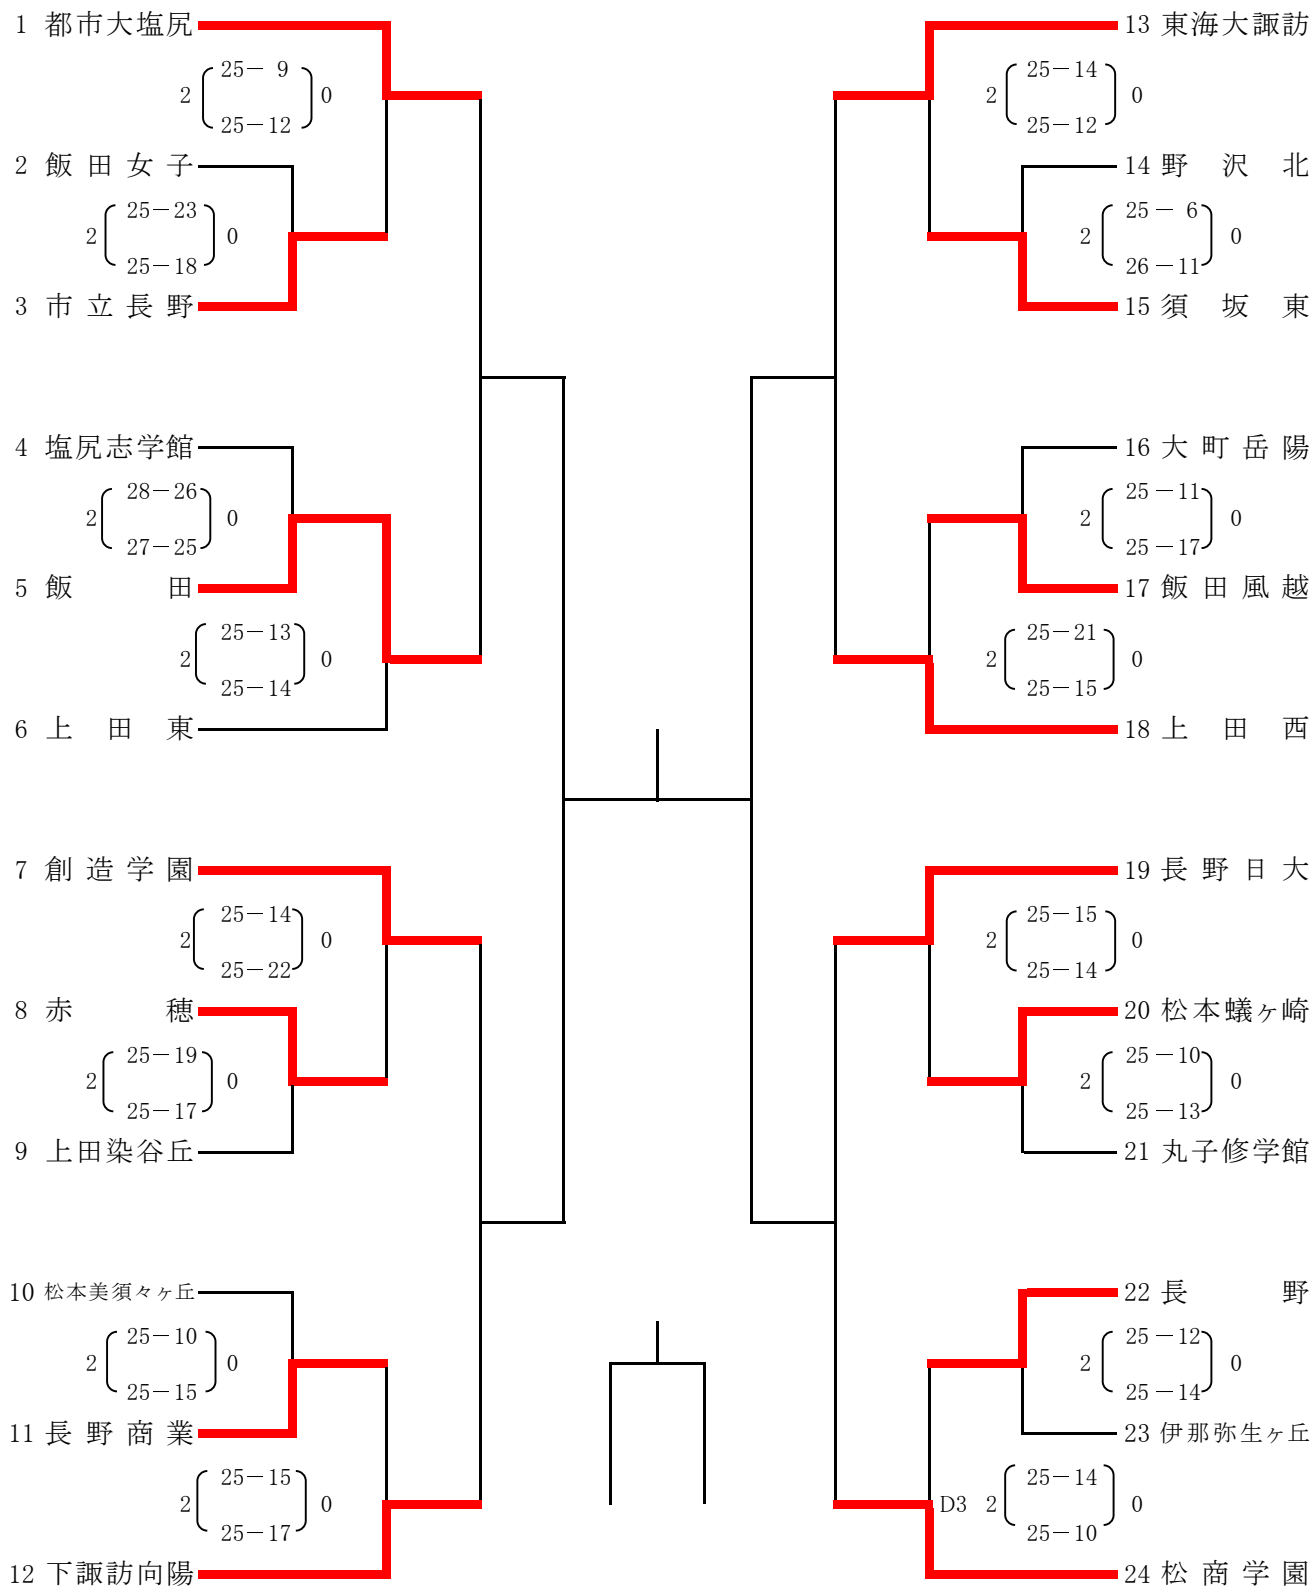 1 都市大塩尻
25－ 9
2 0
25－12
2 飯田女子
25－23
2 0
25－18
3 市立長野
4 塩尻志学館
28－26
2 0
27－25
5 飯田
25－13
2 0
25－14
6 上田東
7 創造学園
25－14
2 0
25－22
8 赤穂
25－19
2 0
25－17
9 上田染谷丘
10 松本美須々ヶ丘
25－10
2 0
25－15
11 長野商業
25－15
2 0
25－17
12 下諏訪向陽
13 東海大諏訪
25－14
2 0
25－12
14 野沢北
25－ 6
2 0
26－11
15 須坂東
16 大町岳陽
25－11
2 0
25－17
17 飯田風越
25－21
2 0
25－15
18 上田西
19 長野日大
25－15
2 0
25－14
20 松本蟻ヶ崎
25－10
2 0
25－13
21 丸子修学館
22 長野
25－12
2 0
25－14
23 伊那弥生ヶ丘
25－14
D3 2 0
25－10
24 松商学園